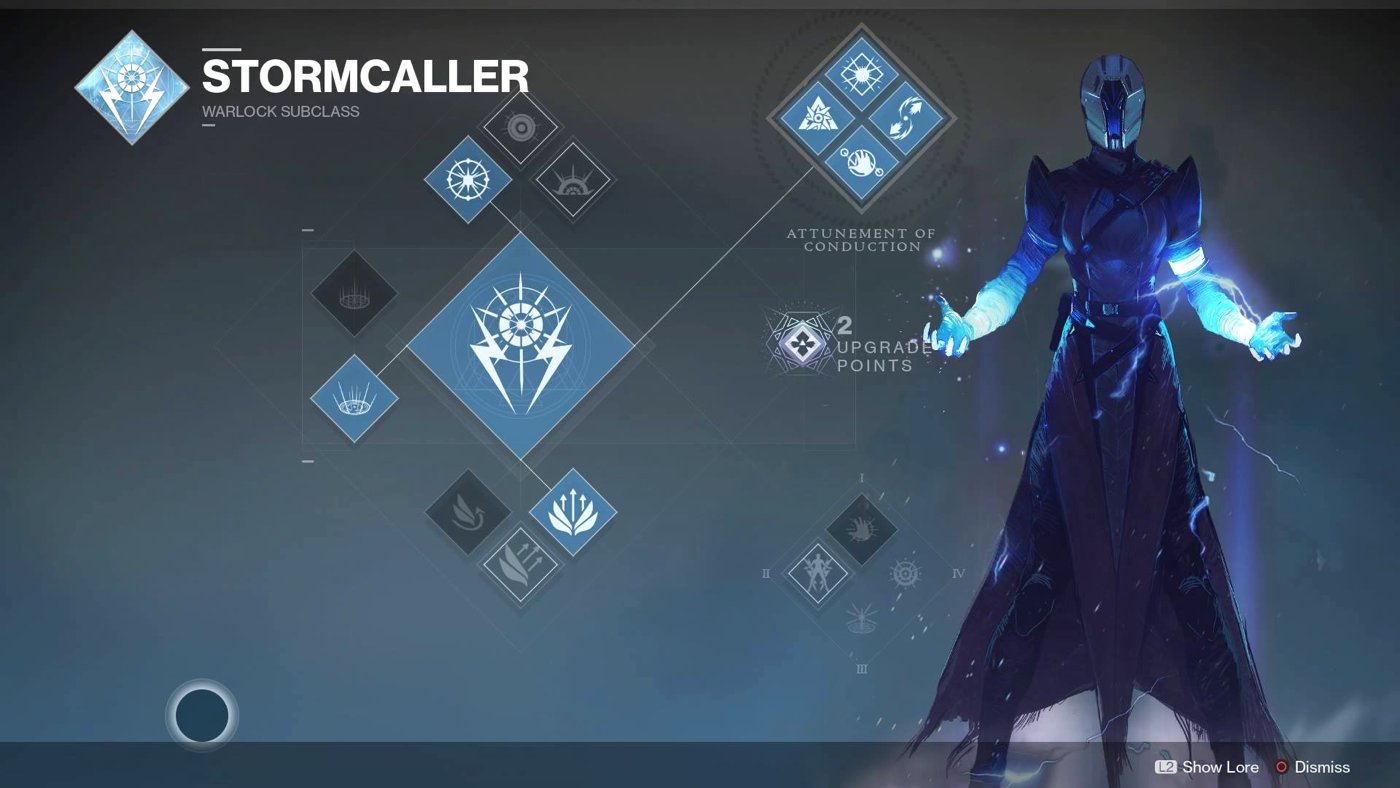 STORMCALLER
WARLOCK SUBCLASS
ATTUNEMENT OF
CONDUCTION
2
UPGRADE
POINTS
I
II
IV
III
L2 Show Lore
Dismiss